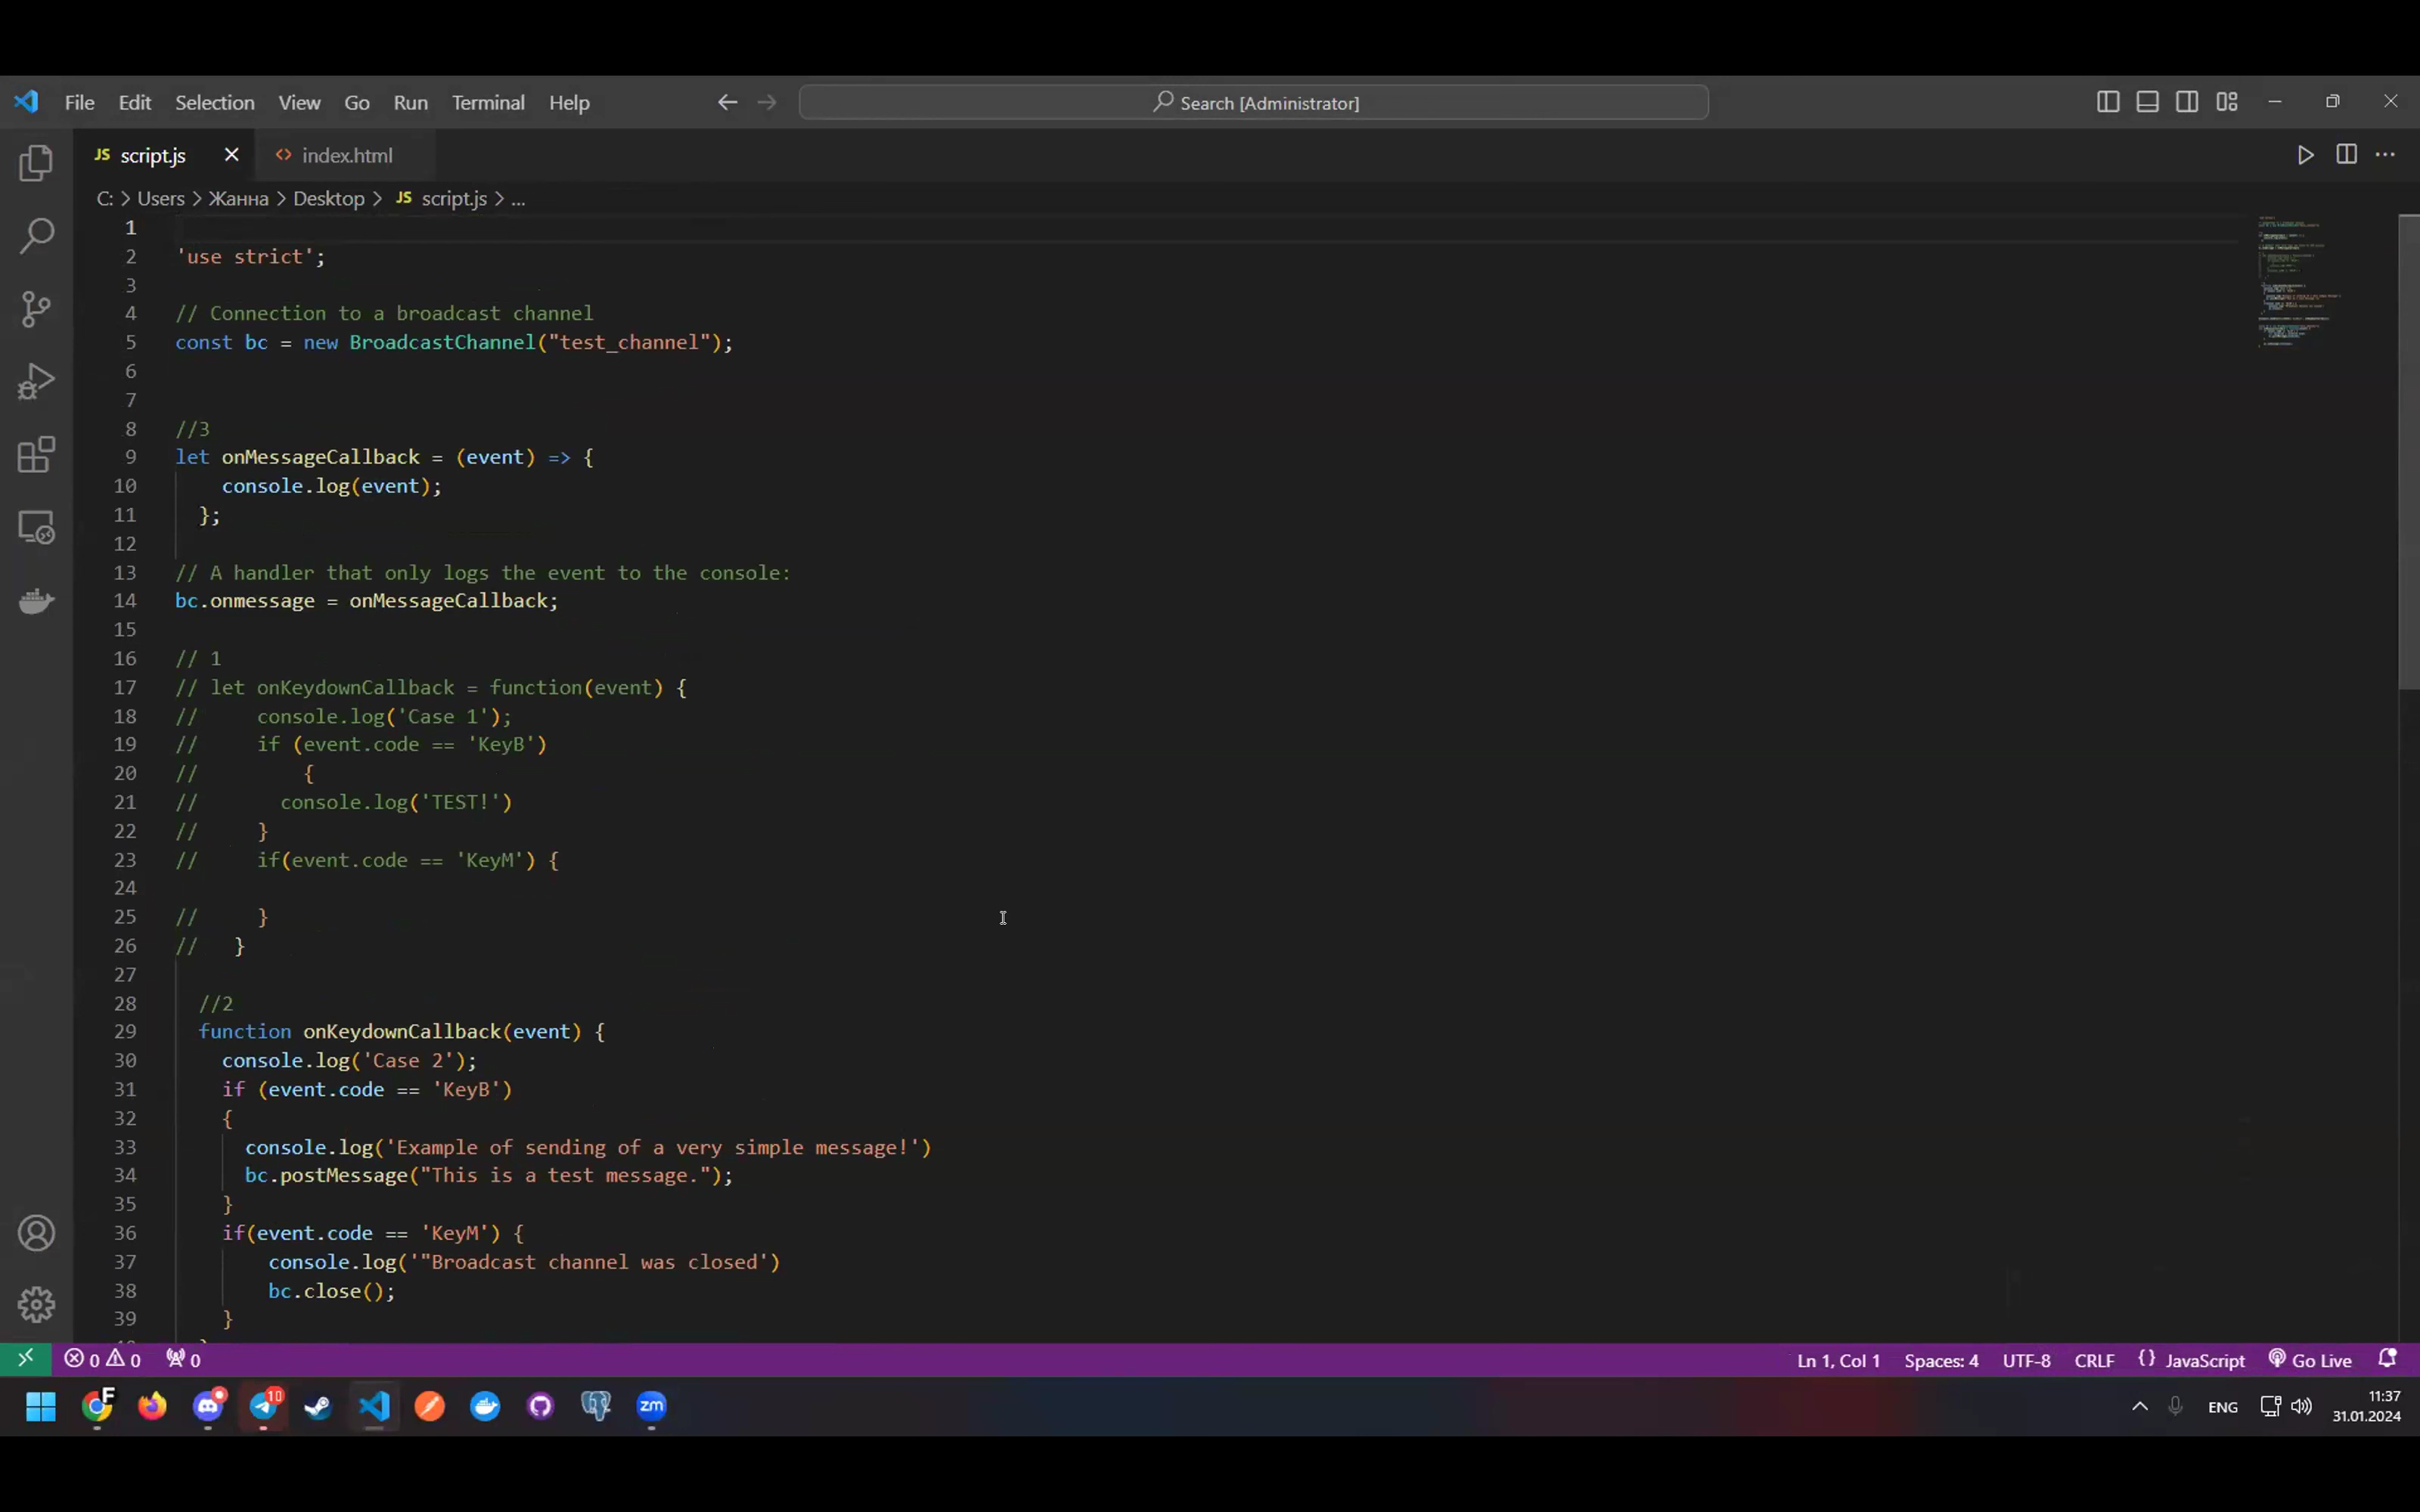 File Edit Selection View Go Run Terminal Help Search [Administrator]
JS script.js index.html
C: > Users > Жанна > Desktop > JS script.js > ...
1
2 'use strict';
3
4 // Connection to a broadcast channel
5 const bc = new BroadcastChannel("test_channel");
6
7
8 //3
9 let onMessageCallback = (event) => {
10 console.log(event);
11 };
12
13 // A handler that only logs the event to the console:
14 bc.onmessage = onMessageCallback;
15
16 // 1
17 // let onKeydownCallback = function(event) {
18 // console.log('Case 1');
19 // if (event.code == 'KeyB')
20 // {
21 // console.log('TEST!')
22 // }
23 // if(event.code == 'KeyM') {
24
25 // }
26 // }
27
28 //2
29 function onKeydownCallback(event) {
30 console.log('Case 2');
31 if (event.code == 'KeyB')
32 {
33 console.log('Example of sending of a very simple message!')
34 bc.postMessage("This is a test message.");
35 }
36 if(event.code == 'KeyM') {
37 console.log('"Broadcast channel was closed')
38 bc.close();
39 }
0 0 0 Ln 1, Col 1 Spaces: 4 UTF-8 CRLF {} JavaScript Go Live
F 10 zm ENG 11:37
31.01.2024